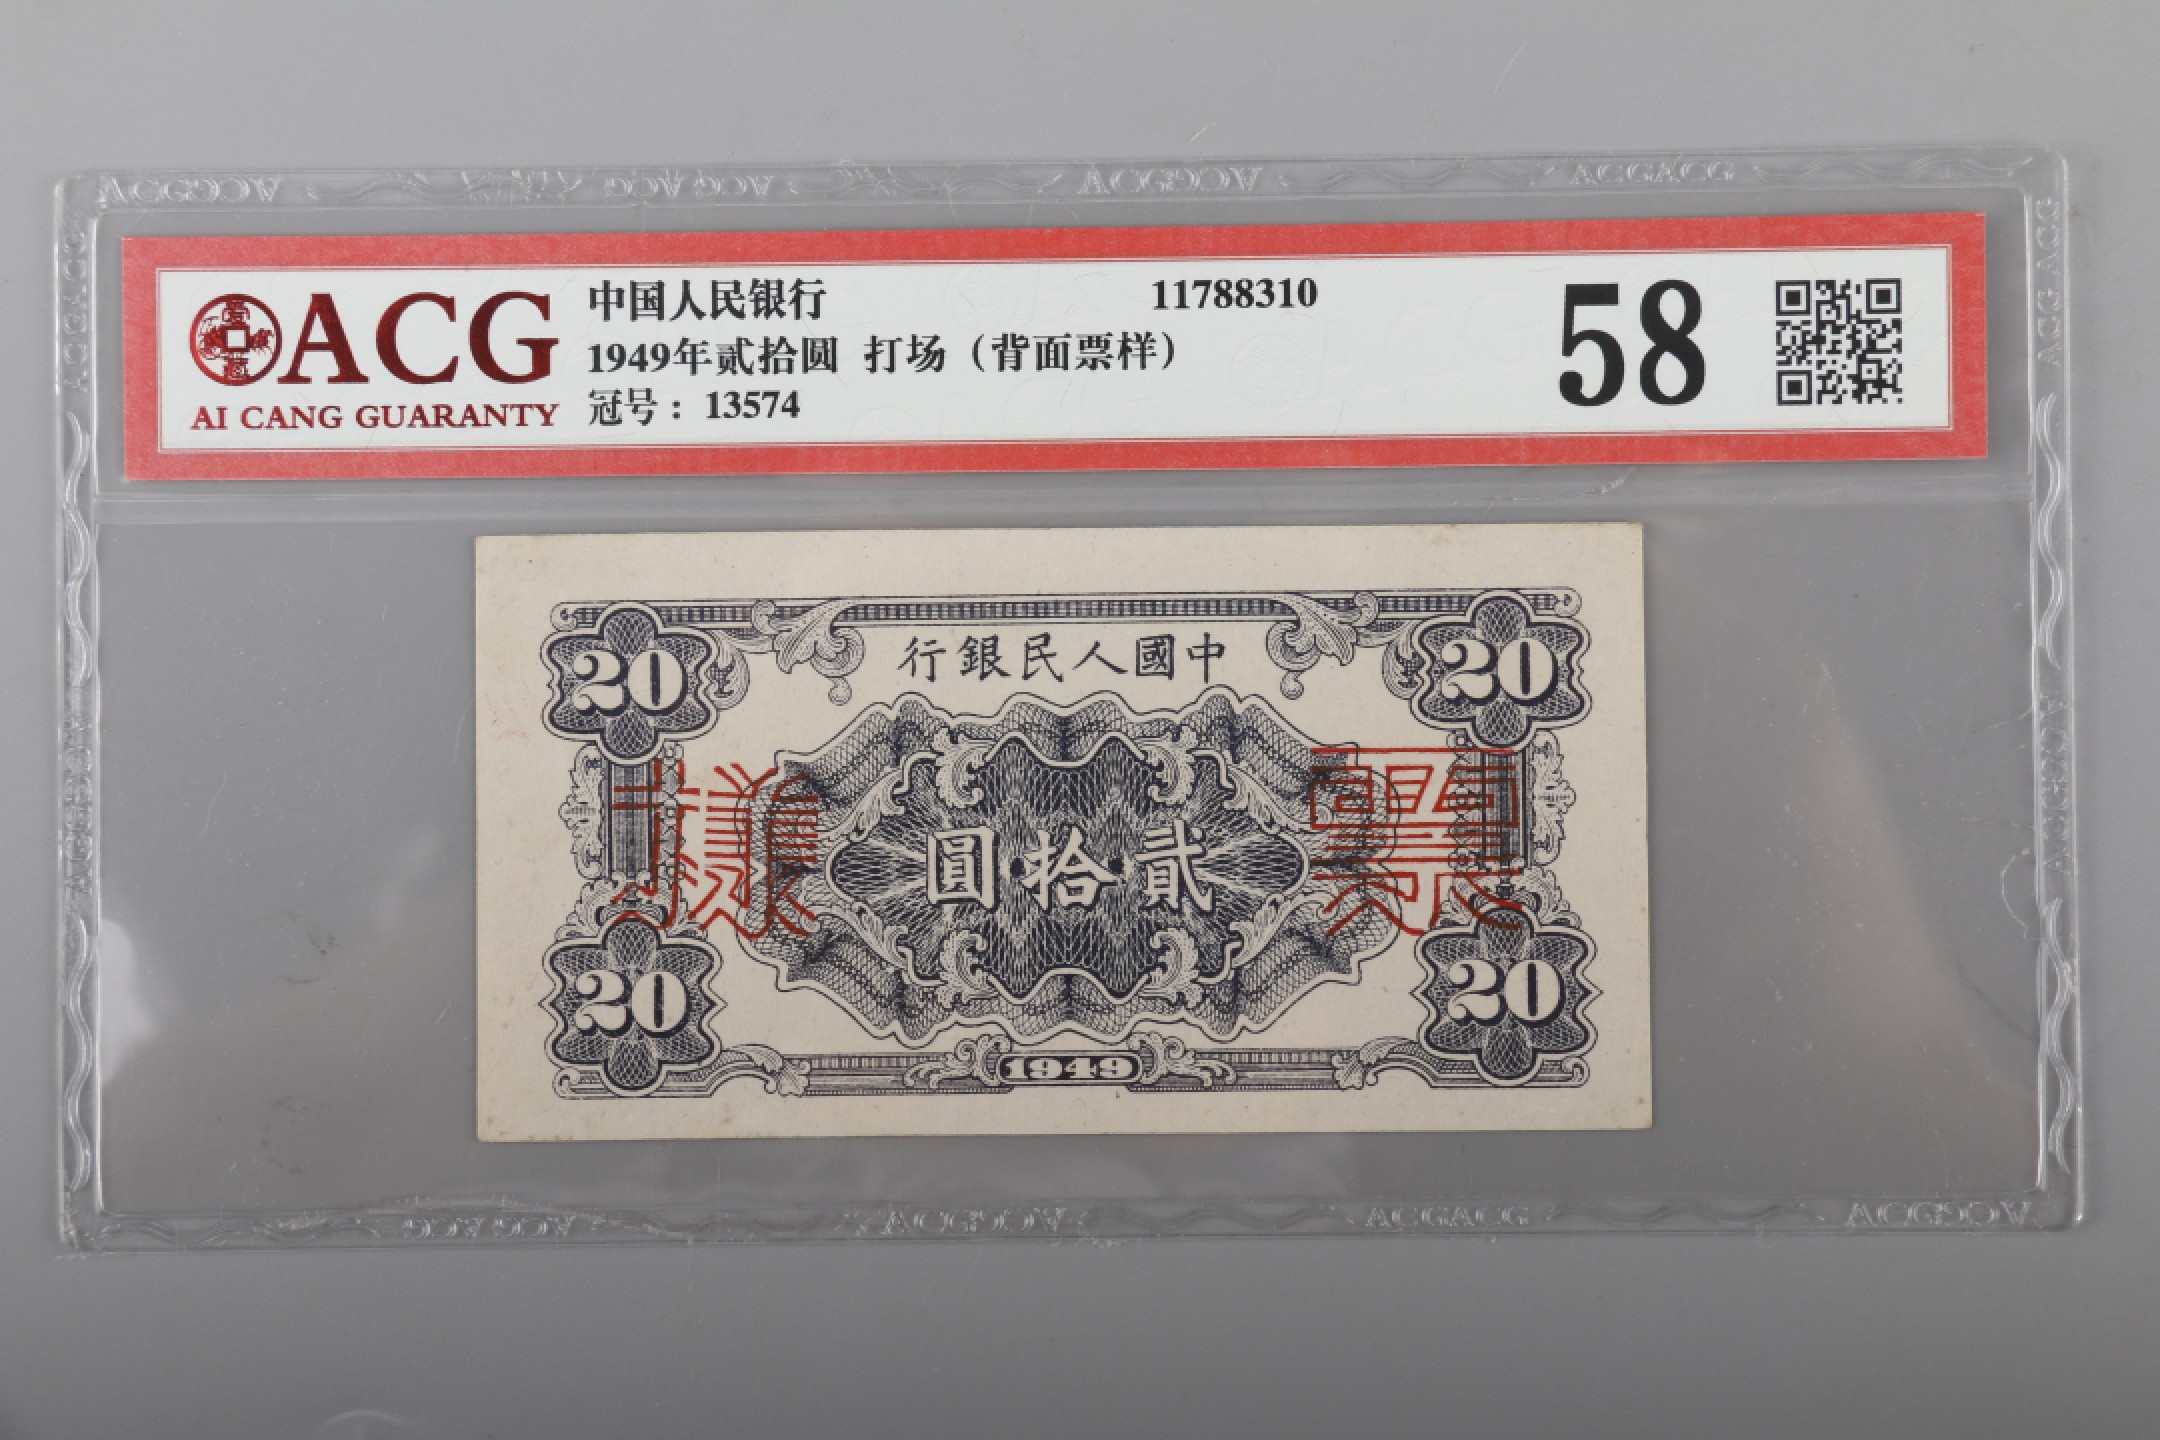 ACG
AI CANG GUARANTY
中国人民银行 11788310
1949年贰拾圆 打场（背面票样）
冠号：13574
58
行銀民人國中
20 20
樣 票
圓拾貳
20 20
1949